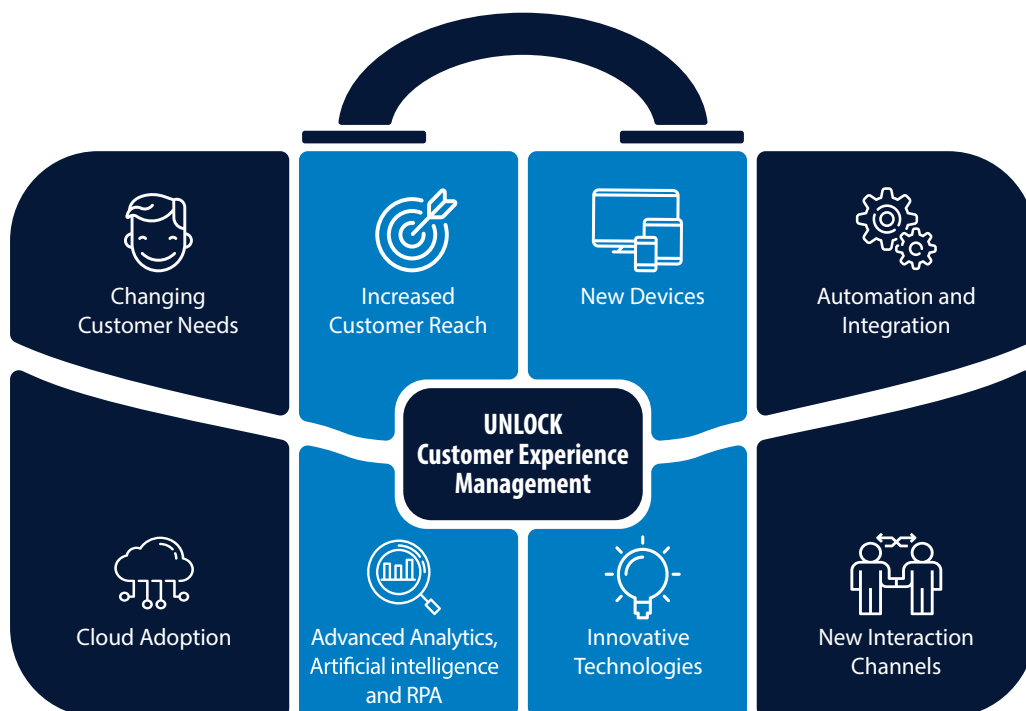 Changing
Customer Needs
Increased
Customer Reach
New Devices
Automation and
Integration
UNLOCK
Customer Experience
Management
Cloud Adoption
Advanced Analytics,
Artificial intelligence
and RPA
Innovative
Technologies
New Interaction
Channels